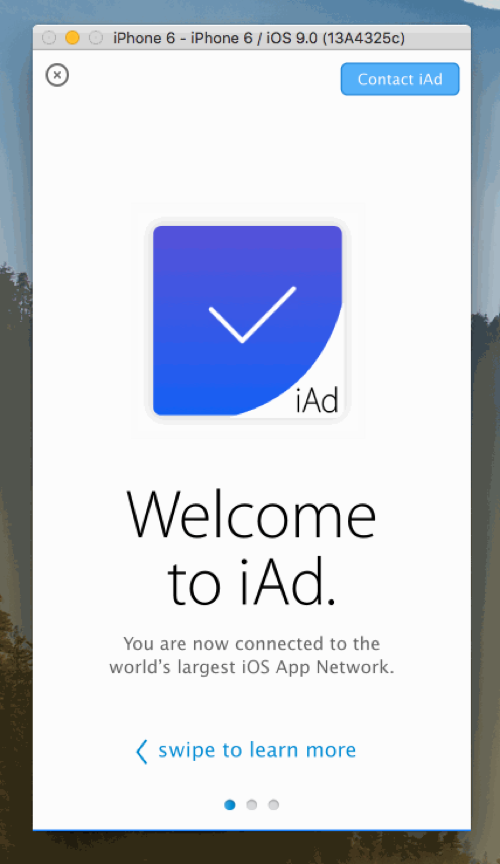 iPhone 6 - iPhone 6 / iOS 9.0 (13A4325c)
Contact iAd
iAd
Welcome
to iAd.
You are now connected to the
world’s largest iOS App Network.
swipe to learn more